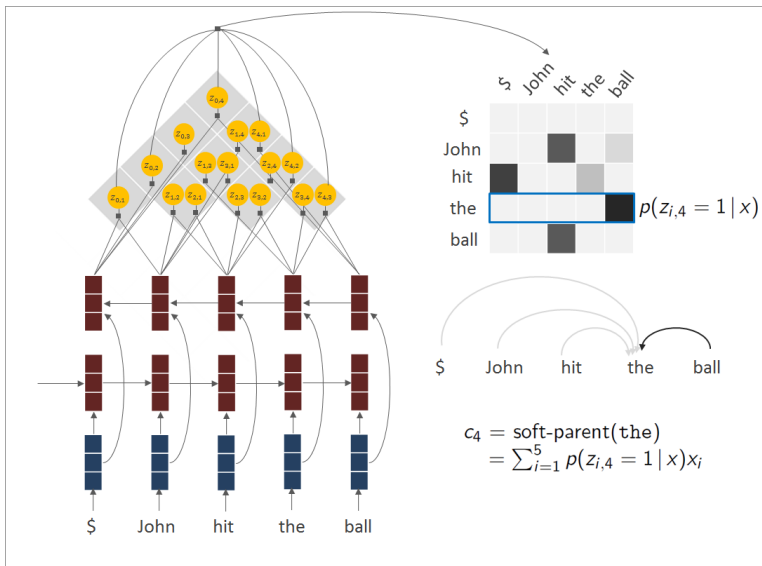 z0,4
z0,3
z1,4
z4,1
z0,2
z1,3
z3,1
z2,4
z4,2
z0,1
z1,2
z2,1
z2,3
z3,2
z3,4
z4,3
$ John hit the ball
$ John hit the ball
$
John
hit
the
ball
p(zi,4 = 1 | x)
$ John hit the ball
c4 = soft-parent(the)
= ∑⁵i=1 p(zi,4 = 1 | x)xi